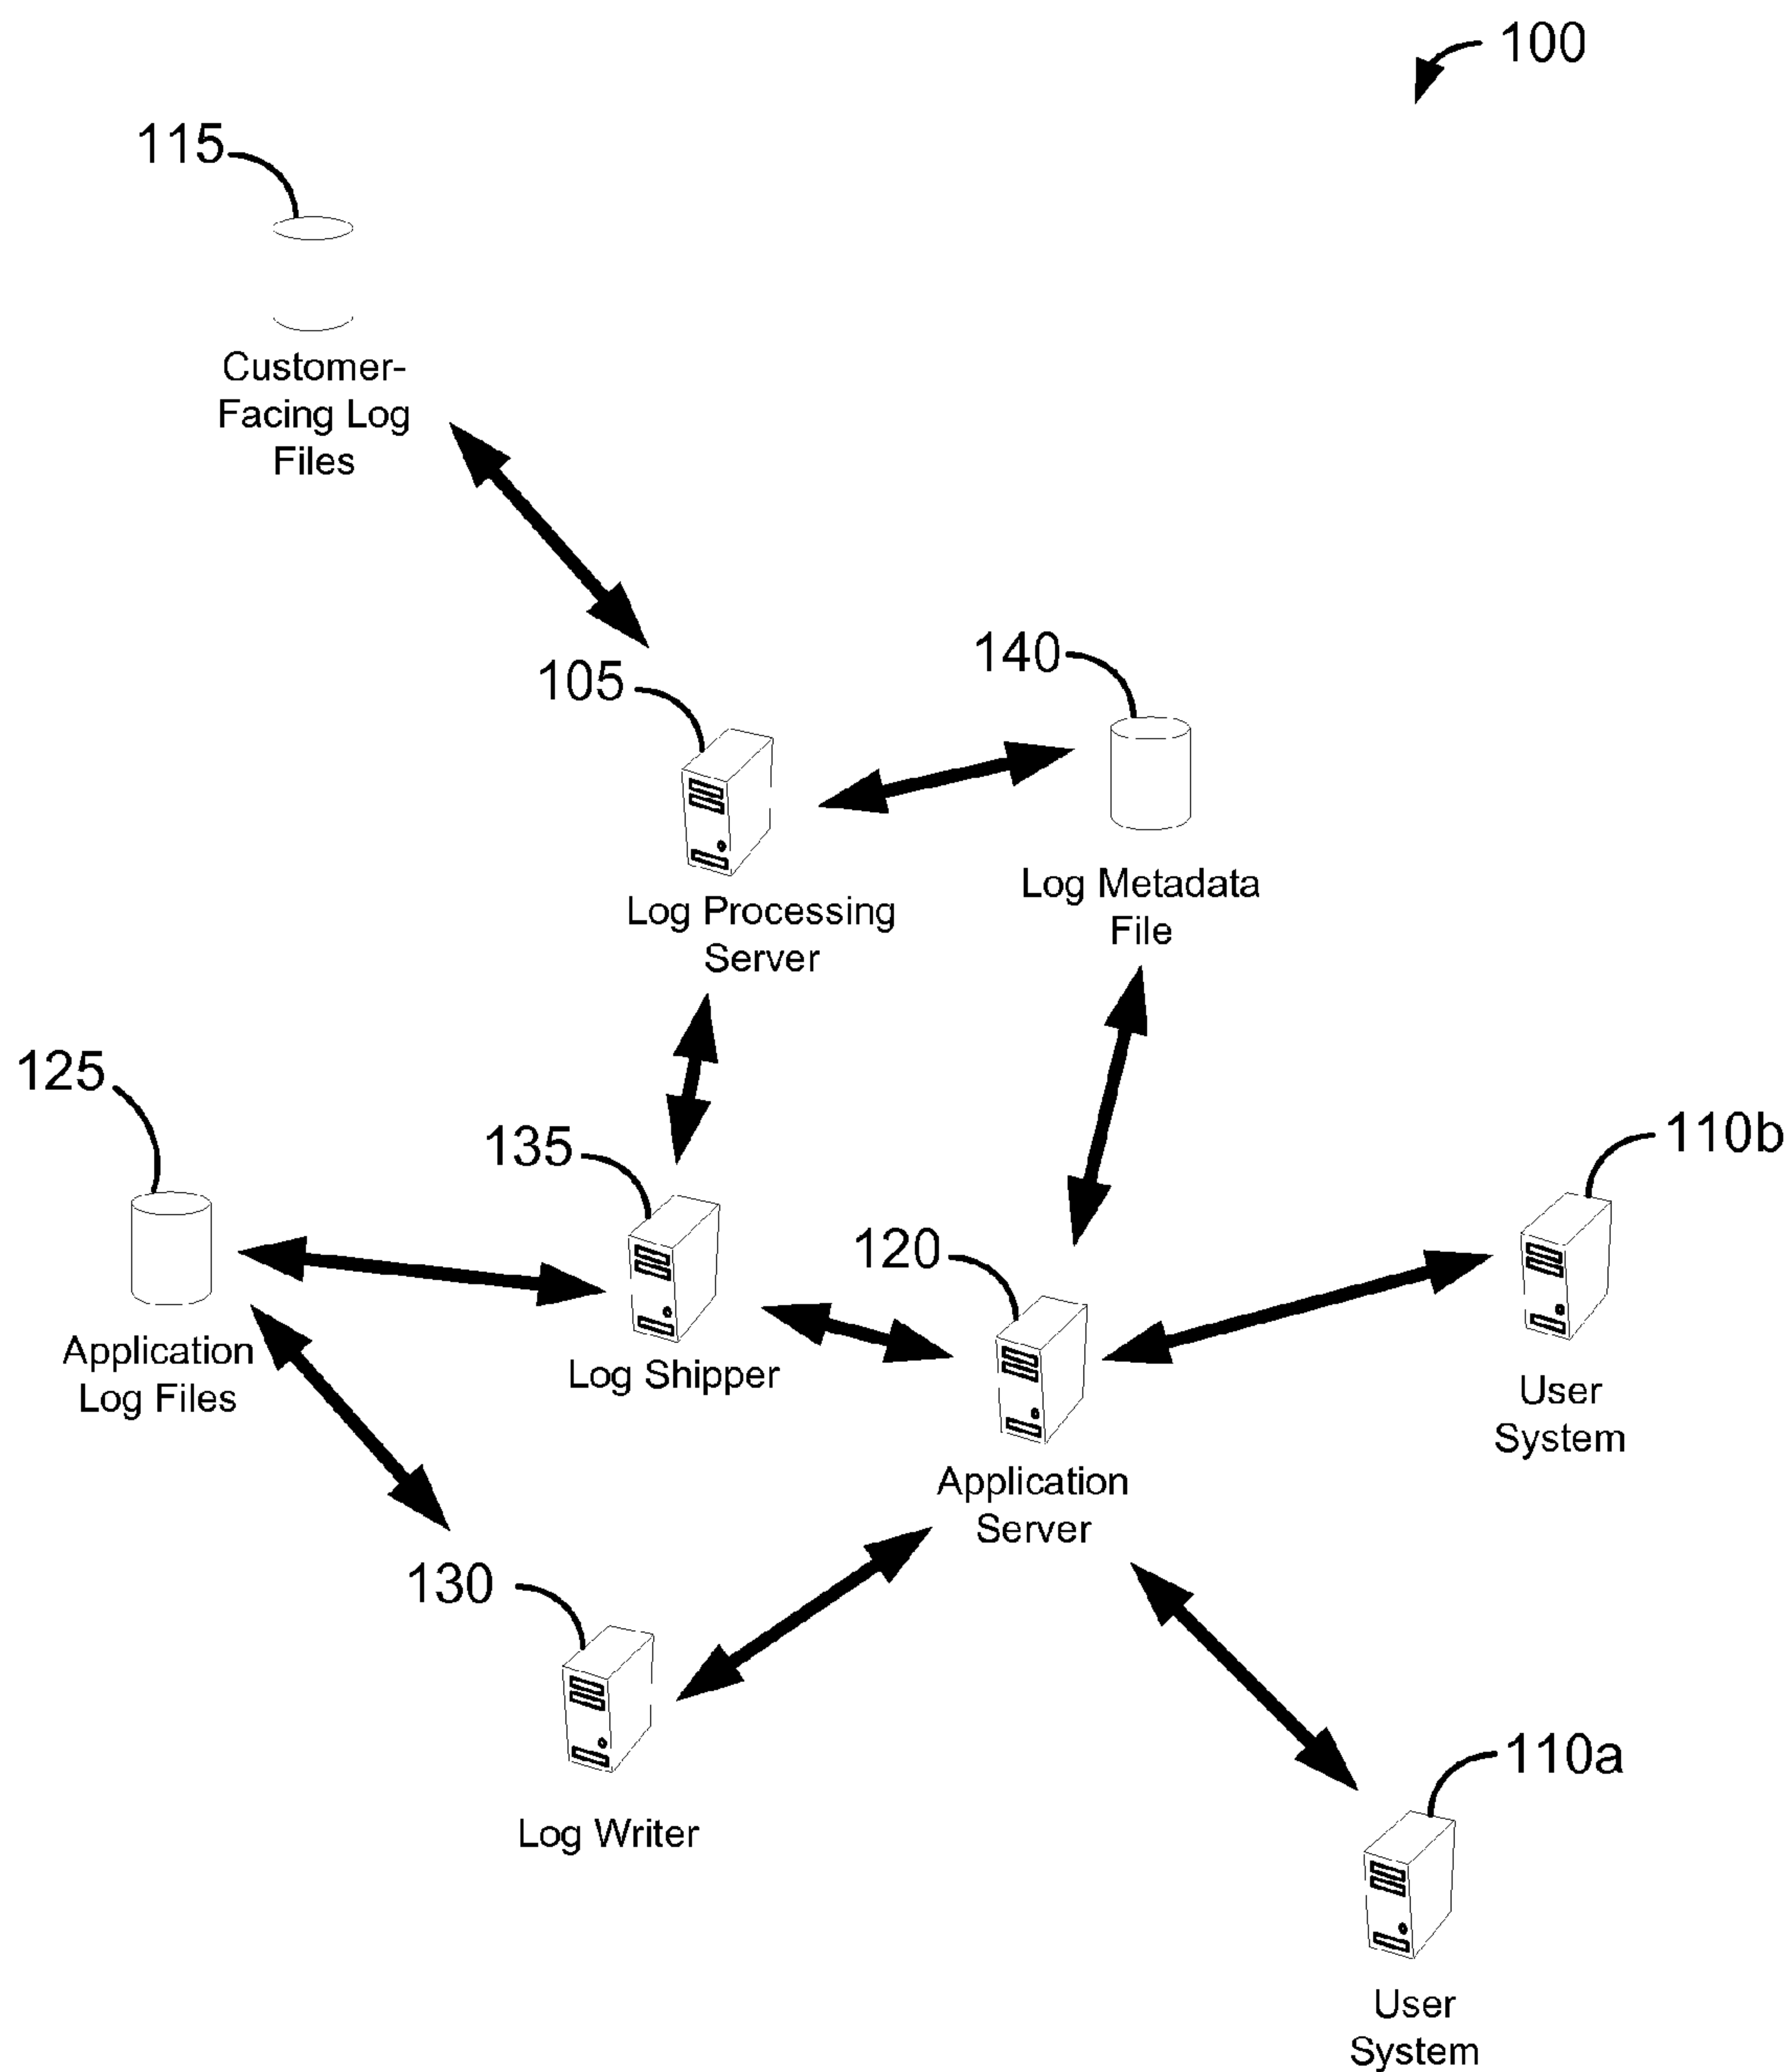 100
115
Customer-
Facing Log
Files
105
140
Log Processing
Server
Log Metadata
File
125
135
120
110b
Application
Log Files
Log Shipper
User
System
Application
Server
130
110a
Log Writer
User
System